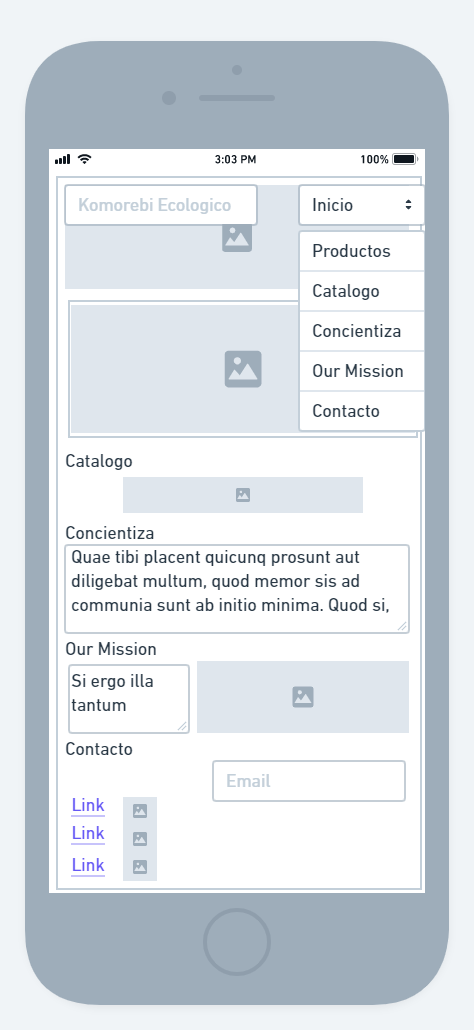 3:03 PM
100%
Komorebi Ecologico
Inicio
Productos
Catalogo
Concientiza
Our Mission
Contacto
Catalogo
Concientiza
Quae tibi placent quicunq prosunt aut
diligebat multum, quod memor sis ad
communia sunt ab initio minima. Quod si,
Our Mission
Si ergo illa
tantum
Contacto
Email
Link
Link
Link